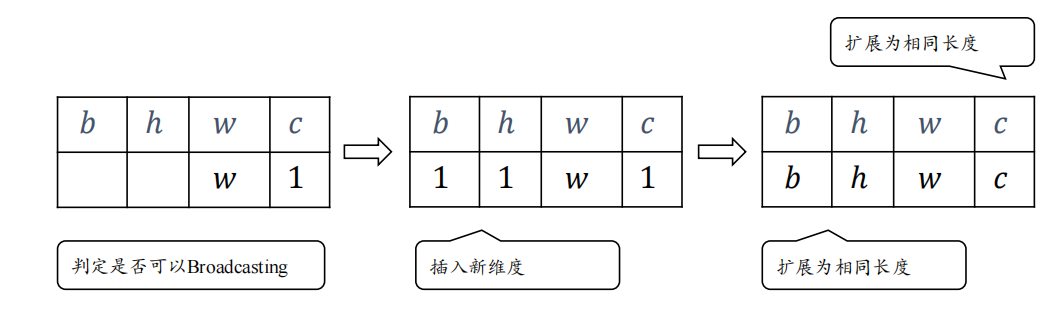 扩展为相同长度
b h w c
w 1
b h w c
1 1 w 1
b h w c
b h w c
判定是否可以Broadcasting
插入新维度
扩展为相同长度